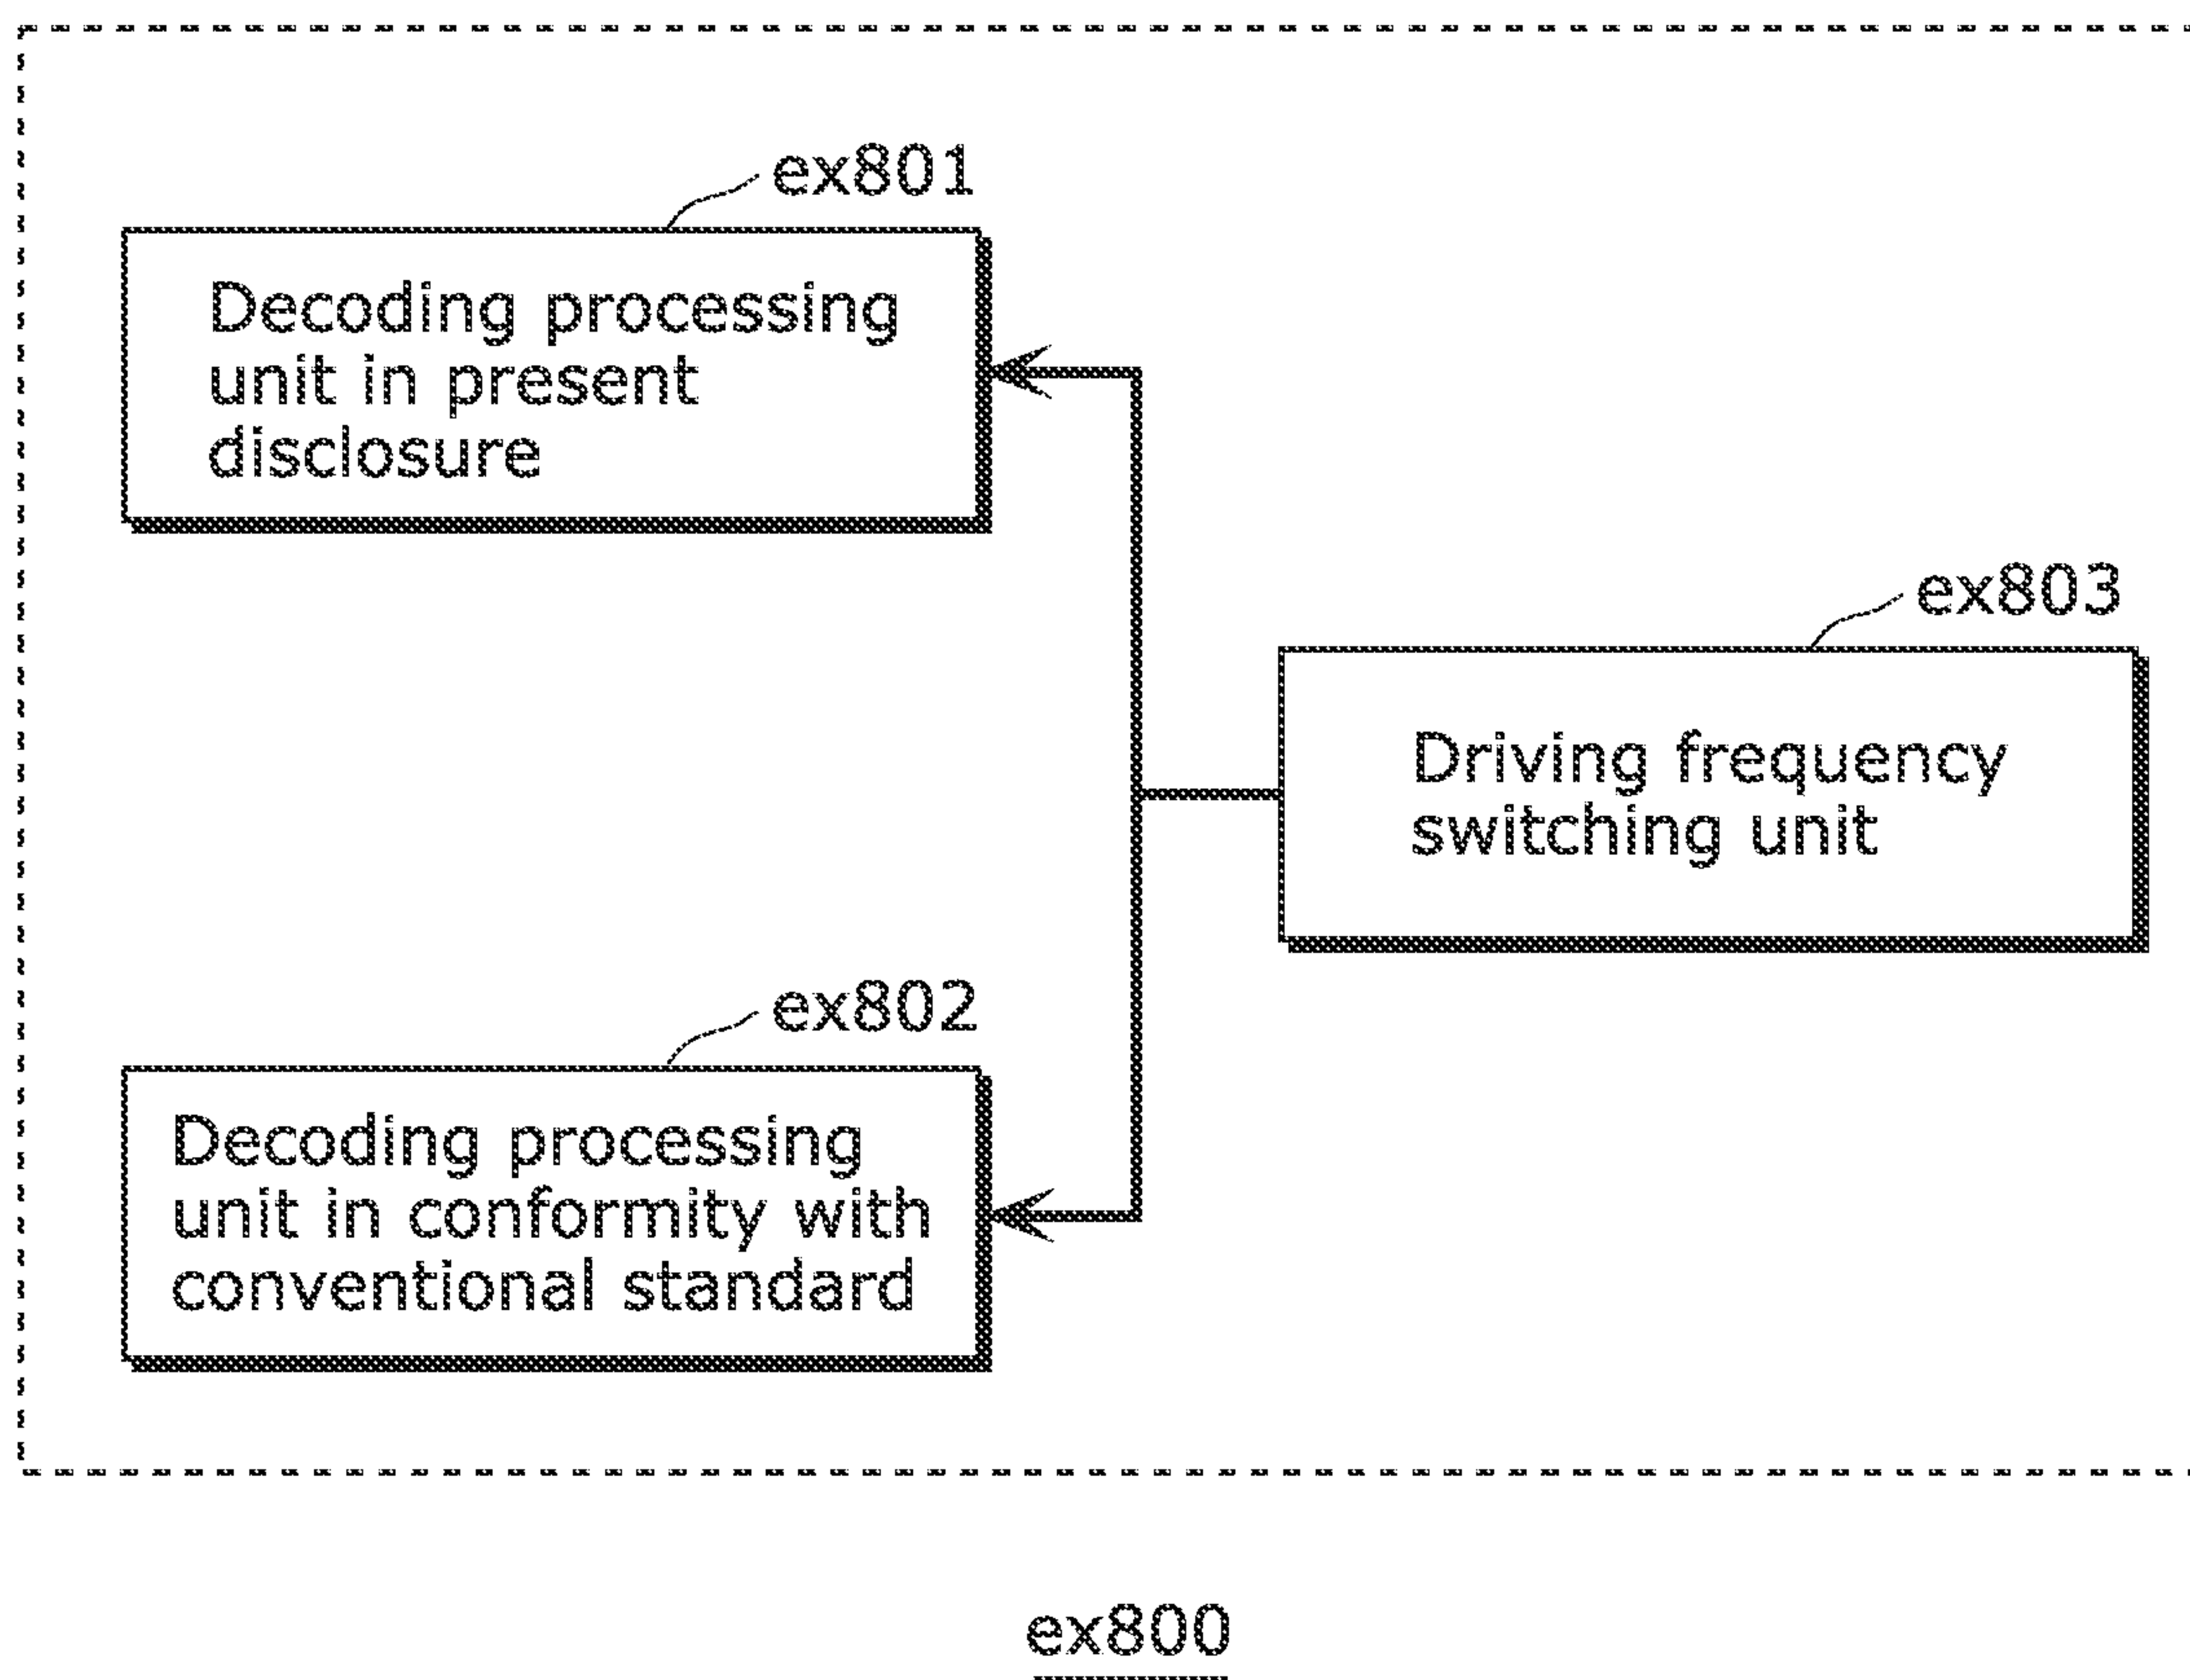 ex801
Decoding processing
unit in present
disclosure
ex803
Driving frequency
switching unit
ex802
Decoding processing
unit in conformity with
conventional standard
ex800